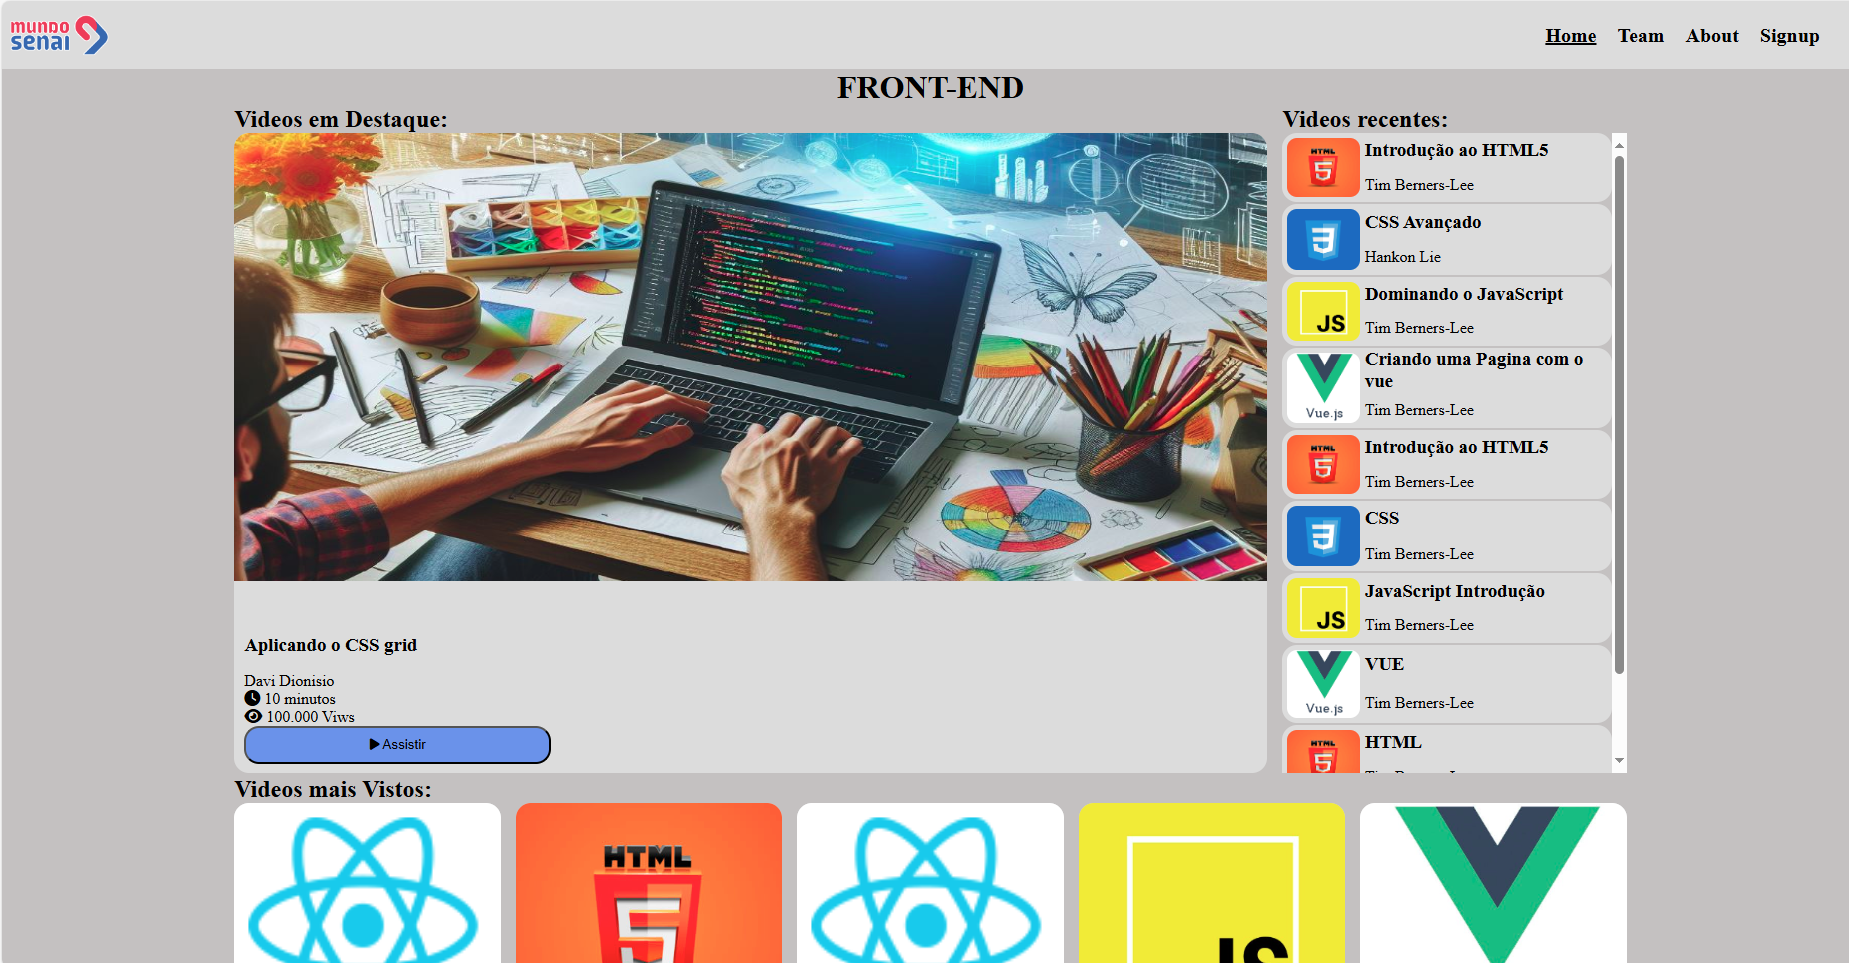 mundo
senai
Home Team About Signup
FRONT-END
Videos em Destaque:
Aplicando o CSS grid
Davi Dionisio
10 minutos
100.000 Viws
Assistir
Videos recentes:
HTML
5
Introdução ao HTML5
Tim Berners-Lee
3
CSS Avançado
Hankon Lie
JS
Dominando o JavaScript
Tim Berners-Lee
Vue.js
Criando uma Pagina com o
vue
Tim Berners-Lee
HTML
5
Introdução ao HTML5
Tim Berners-Lee
3
CSS
Tim Berners-Lee
JS
JavaScript Introdução
Tim Berners-Lee
Vue.js
VUE
Tim Berners-Lee
HTML
5
HTML
Videos mais Vistos:
HTML
5
JS